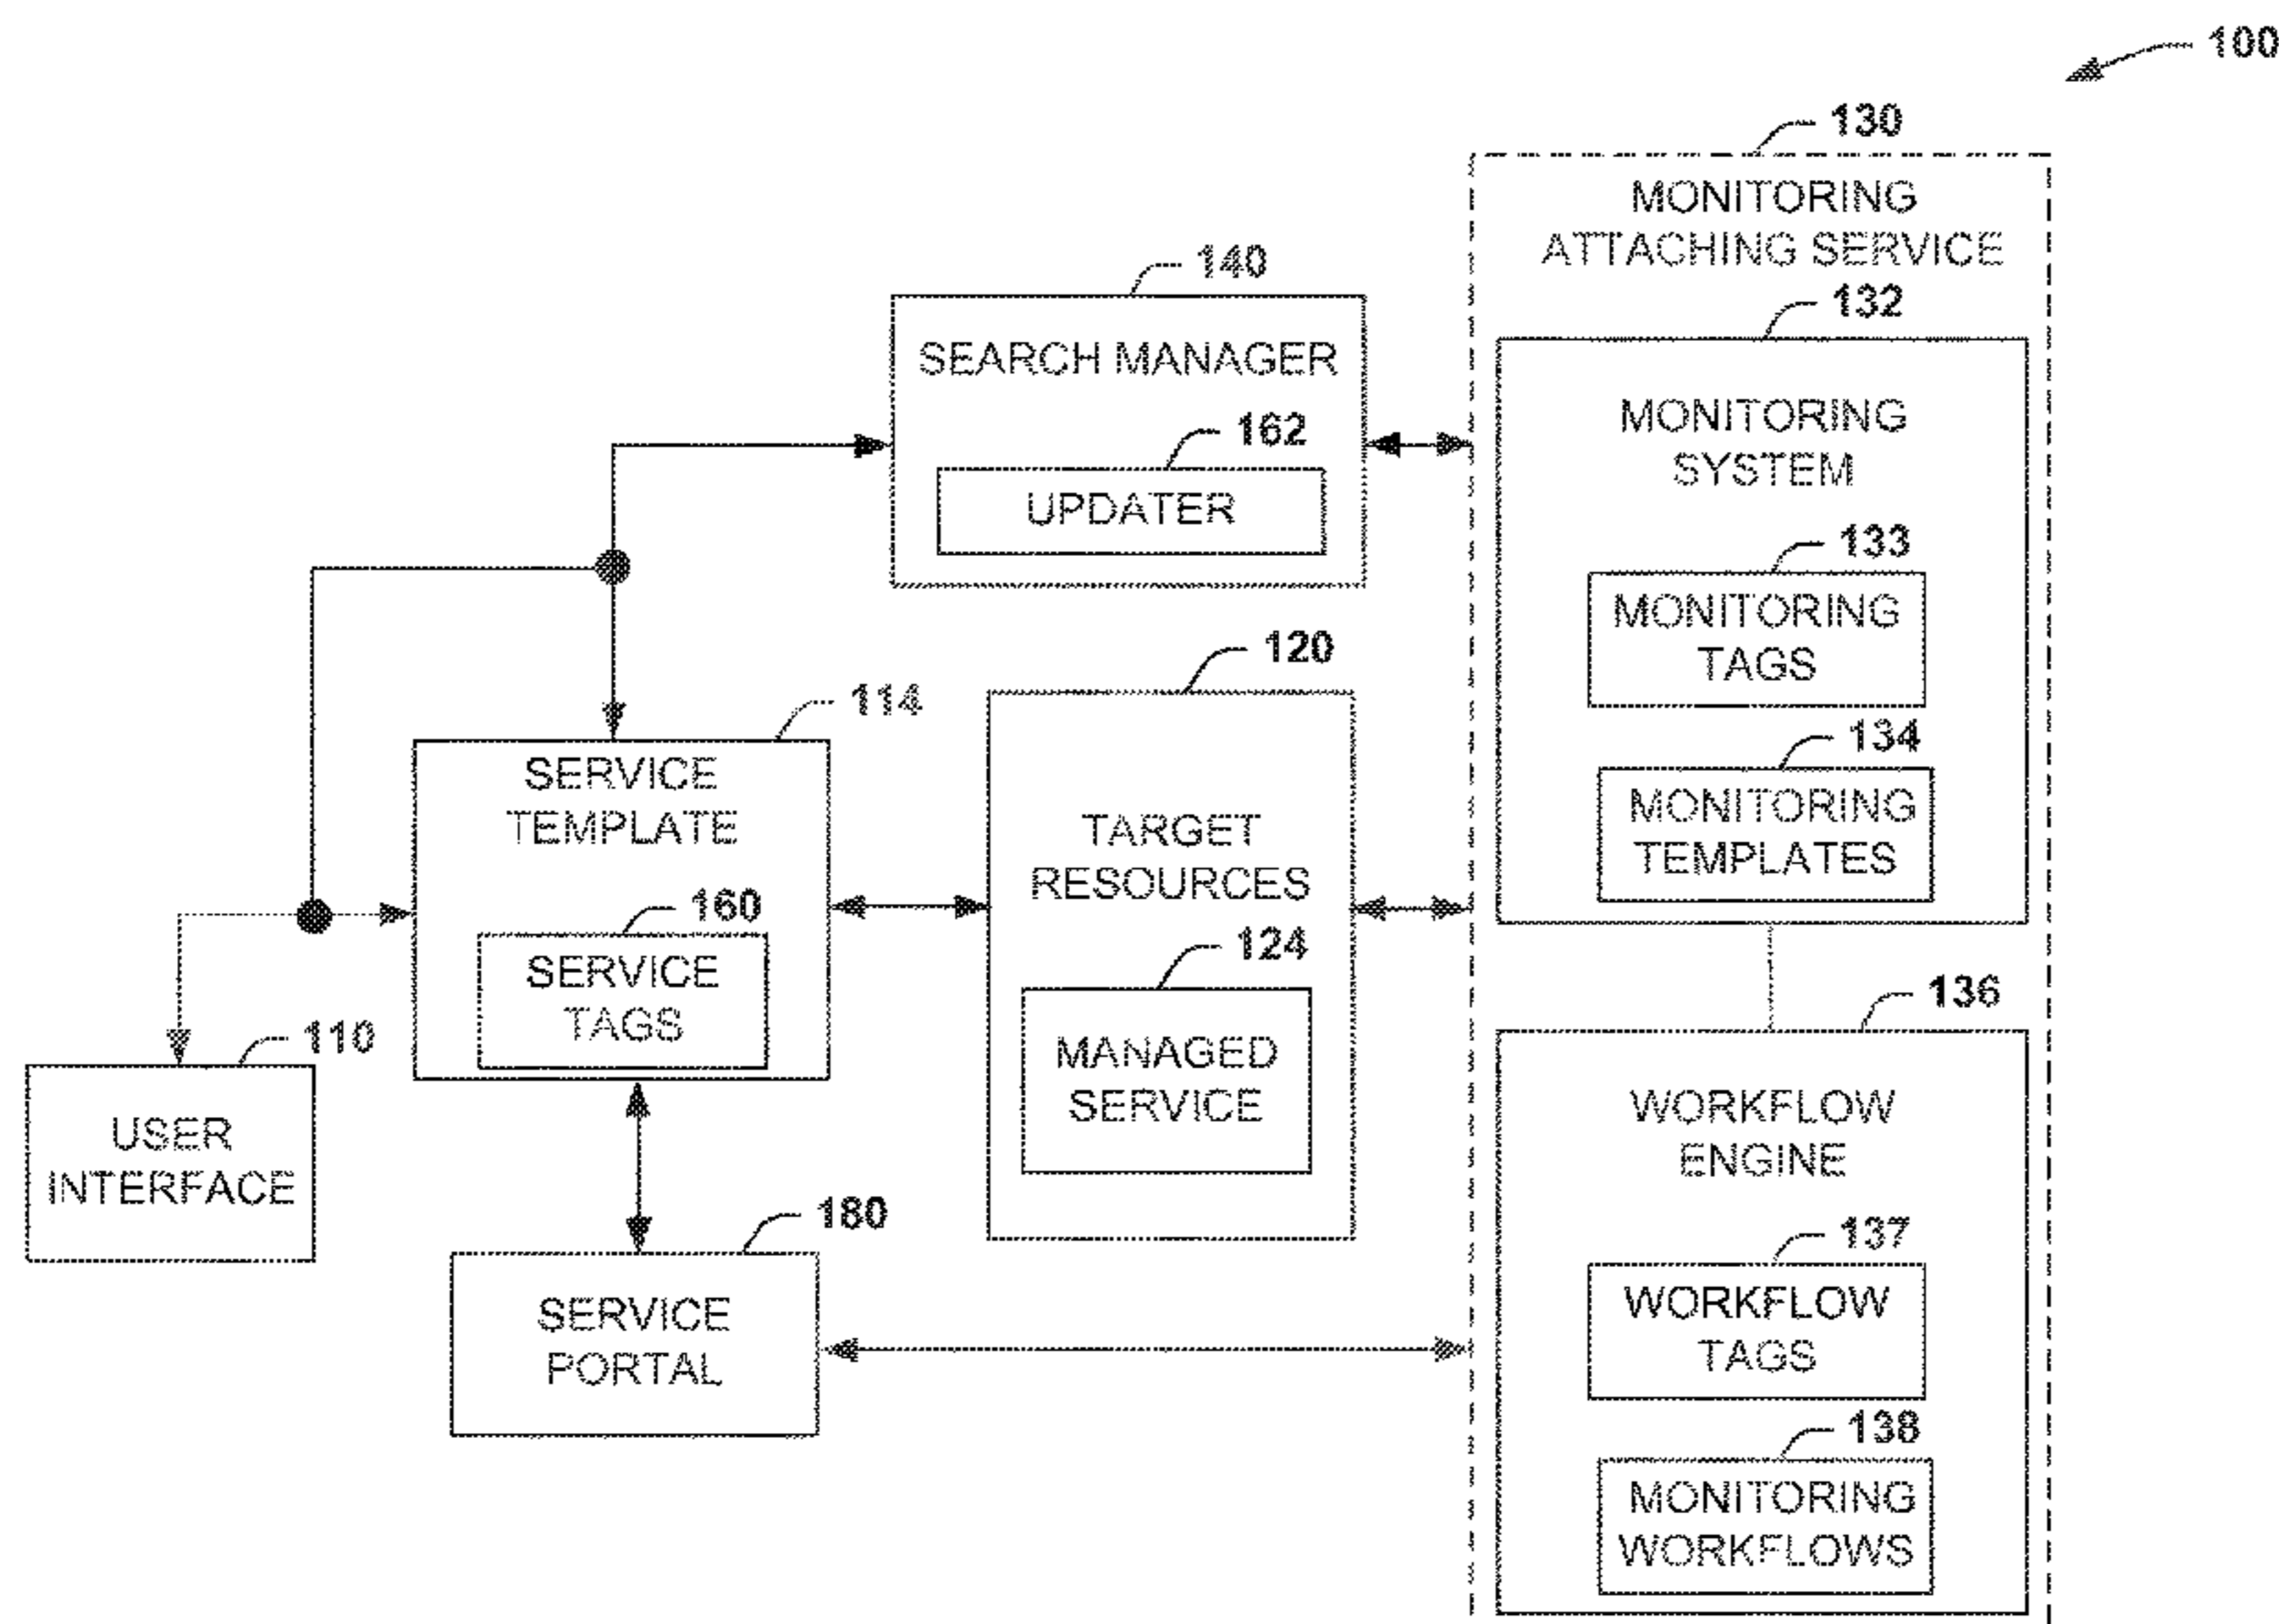 100
130
MONITORING
ATTACHING SERVICE
140
132
SEARCH MANAGER
162
UPDATER
MONITORING
SYSTEM
133
MONITORING
TAGS
134
MONITORING
TEMPLATES
120
TARGET
RESOURCES
124
MANAGED
SERVICE
114
SERVICE
TEMPLATE
160
SERVICE
TAGS
110
USER
INTERFACE
180
SERVICE
PORTAL
136
WORKFLOW
ENGINE
137
WORKFLOW
TAGS
138
MONITORING
WORKFLOWS